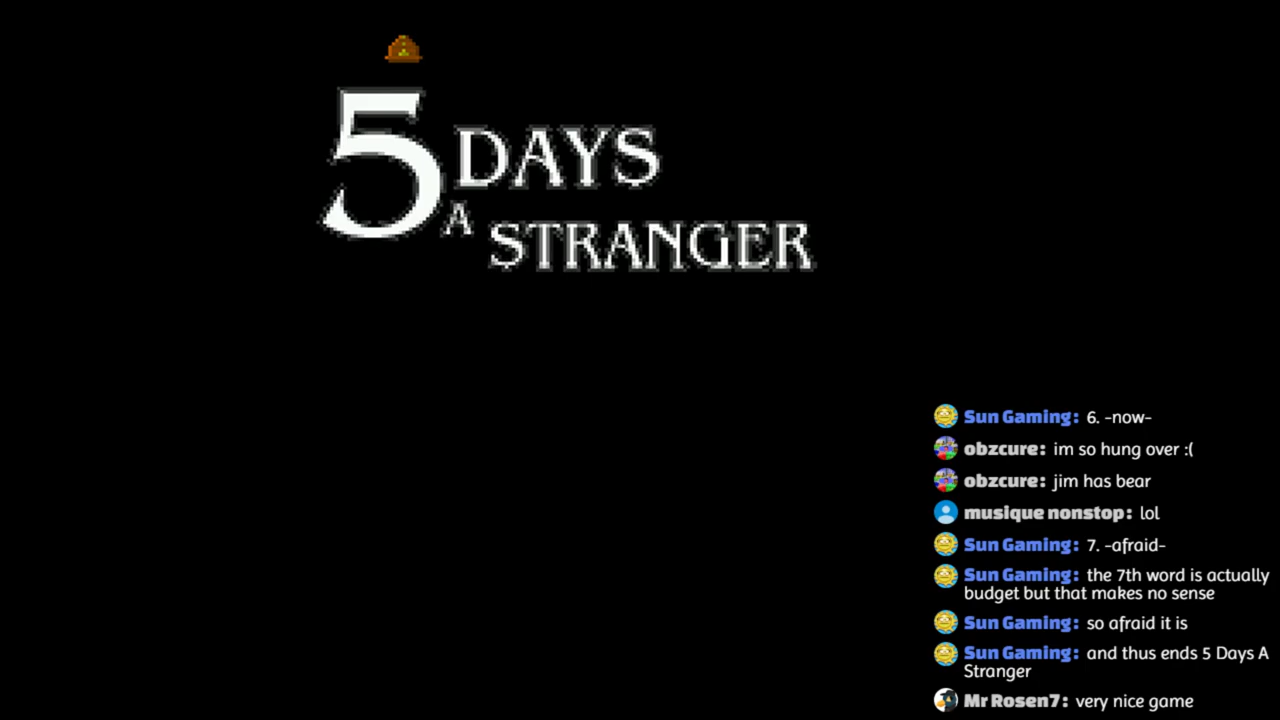 5 DAYS
A STRANGER
Sun Gaming: 6. -now-
obzcure: im so hung over :(
obzcure: jim has bear
musique nonstop: lol
Sun Gaming: 7. -afraid-
Sun Gaming: the 7th word is actually
budget but that makes no sense
Sun Gaming: so afraid it is
Sun Gaming: and thus ends 5 Days A
Stranger
Mr Rosen7: very nice game